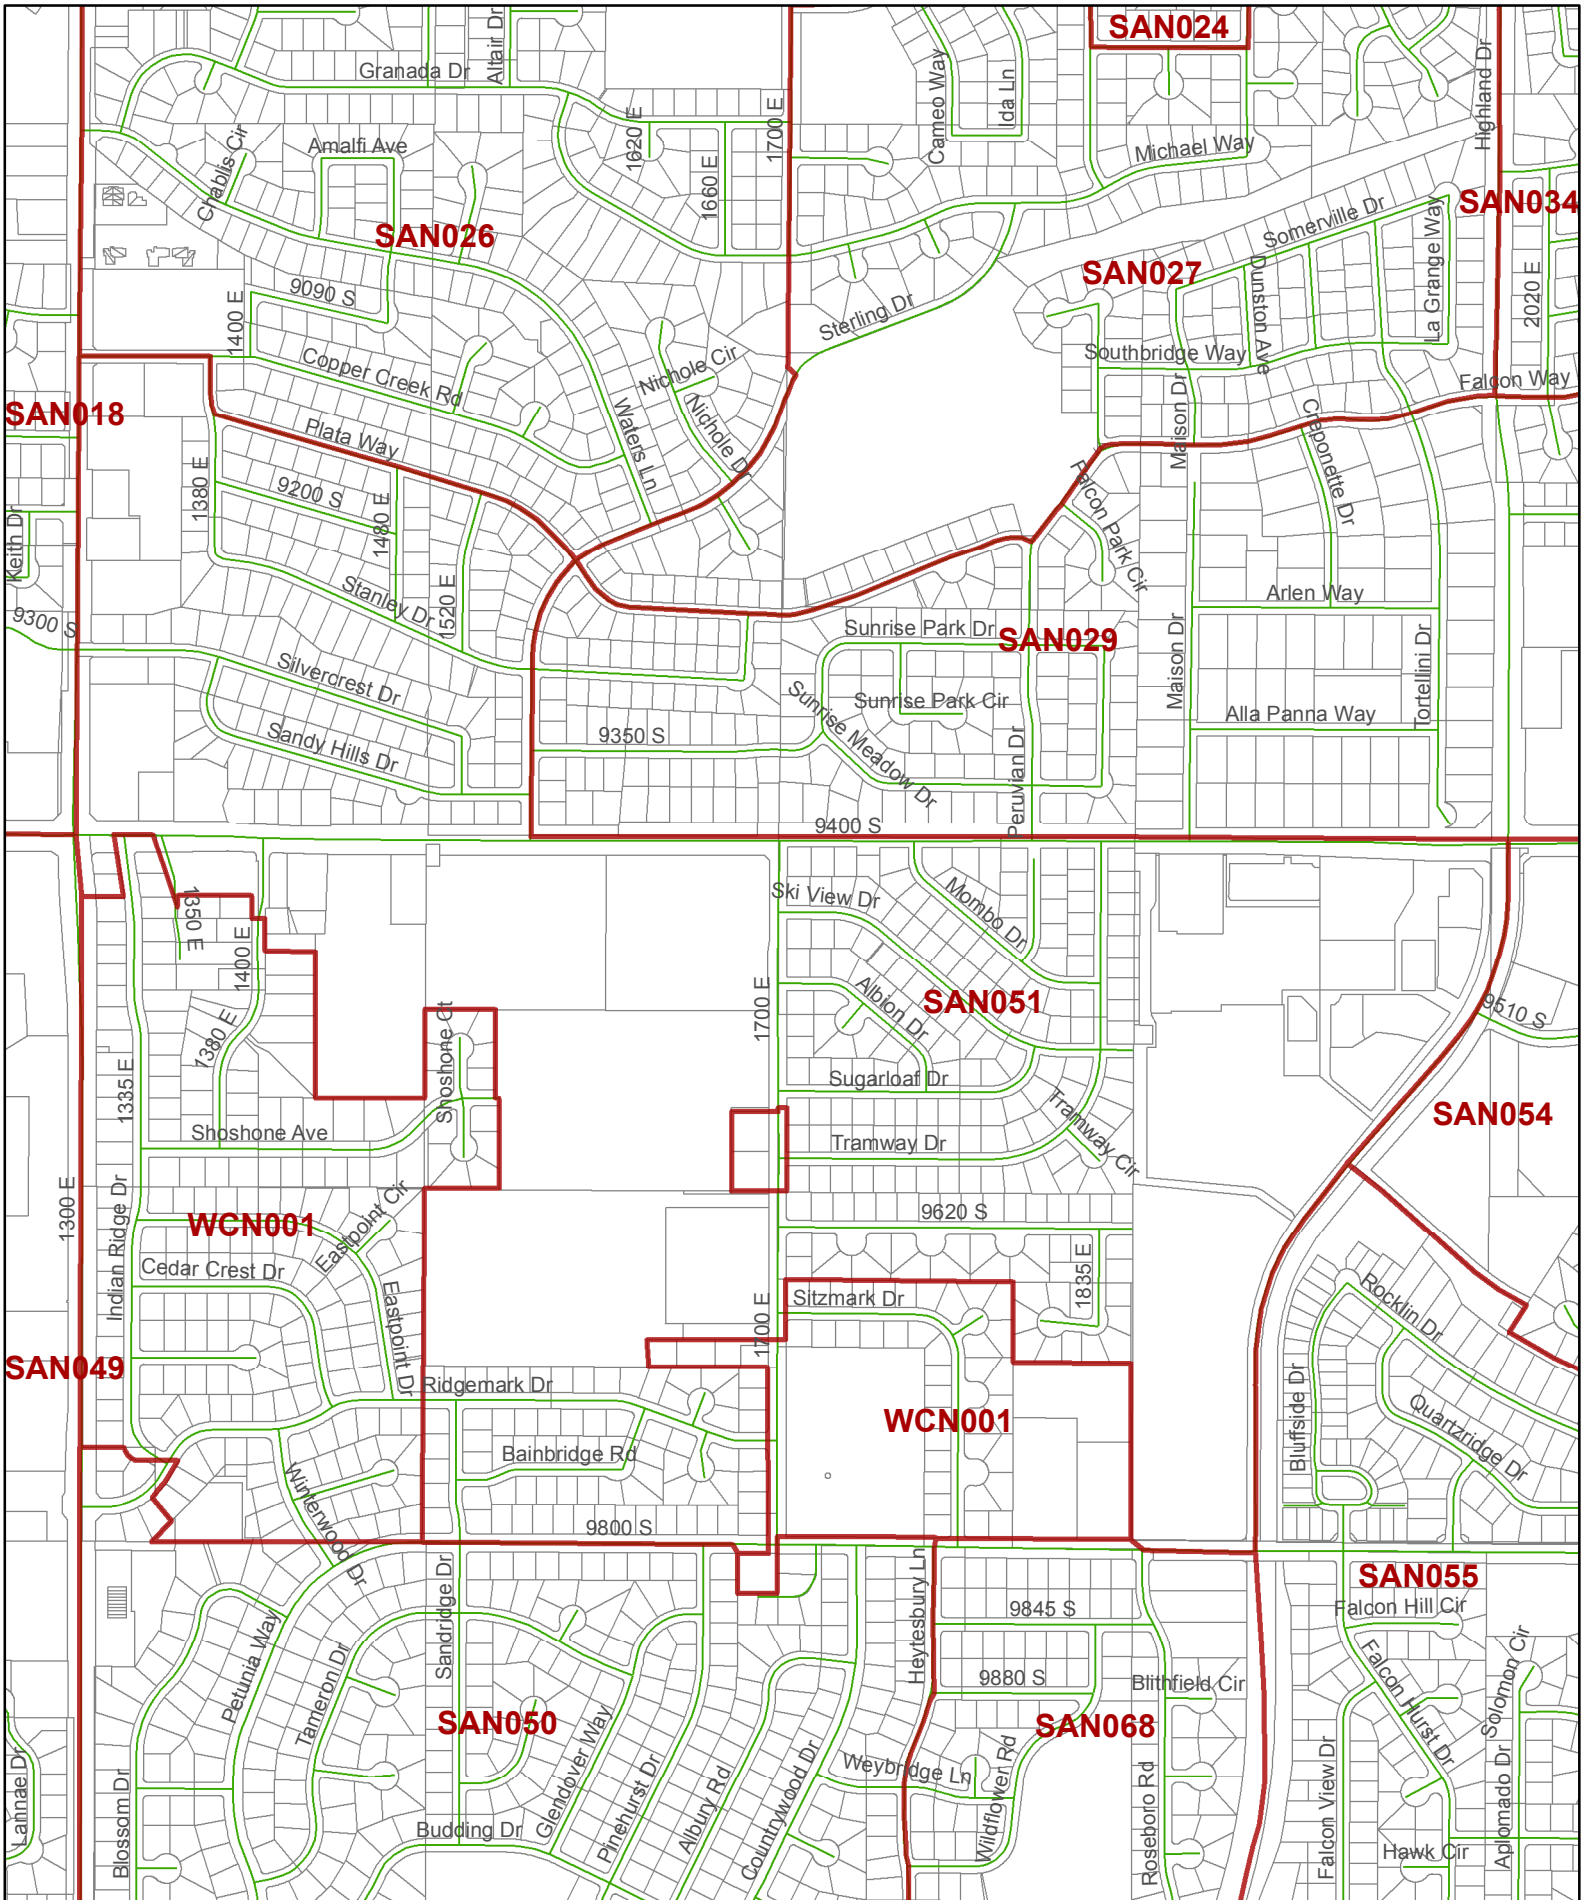 SAN024
Granada Dr
Altair Dr
Cameo Way
Ida Ln
Highland Dr
1620 E
1700 E
1660 E
Chablis Cir
Amalfi Ave
Michael Way
SAN026
SAN034
Somerville Dr
La Grange Way
SAN027
Dunston Ave
2020 E
9090 S
1400 E
Sterling Dr
Copper Creek Rd
Nichole Cir
Southbridge Way
Maison Dr
Falcon Way
SAN018
Plata Way
Waters Ln
Nichole Dr
Creponette Dr
1380 E
9200 S
1480 E
Falcon Park Cir
Keith Dr
Stanley Dr
1520 E
Arlen Way
9300 S
Sunrise Park Dr
SAN029
Silvercrest Dr
Sunrise Park Cir
Sunrise Meadow Dr
Maison Dr
Tortellini Dr
Alla Panna Way
Sandy Hills Dr
9350 S
Peruvian Dr
9400 S
Ski View Dr
Mombo Dr
1350 E
1400 E
1380 E
Albion Dr
SAN051
1700 E
9510 S
Shoshone Ct
1335 E
Sugarloaf Dr
Tramway Cir
SAN054
Shoshone Ave
Tramway Dr
1300 E
Indian Ridge Dr
WCN001
Eastpoint Cir
9620 S
Cedar Crest Dr
Eastpoint Dr
1835 E
Sitzmark Dr
1700 E
Rocklin Dr
SAN049
Ridgemark Dr
Bluffside Dr
WCN001
Quartzridge Dr
Bainbridge Rd
Winterwood Dr
9800 S
Heytesbury Ln
SAN055
Sandridge Dr
9845 S
Falcon Hill Cir
Petunia Way
Tameron Dr
9880 S
Blithfield Cir
Falcon Hurst Dr
Solomon Cir
SAN050
SAN068
Glendover Way
Pinehurst Dr
Albury Rd
Countrywood Dr
Weybridge Ln
Wildflower Rd
Roseboro Rd
Falcon View Dr
Aplomado Dr
Lannae Dr
Blossom Dr
Budding Dr
Hawk Cir